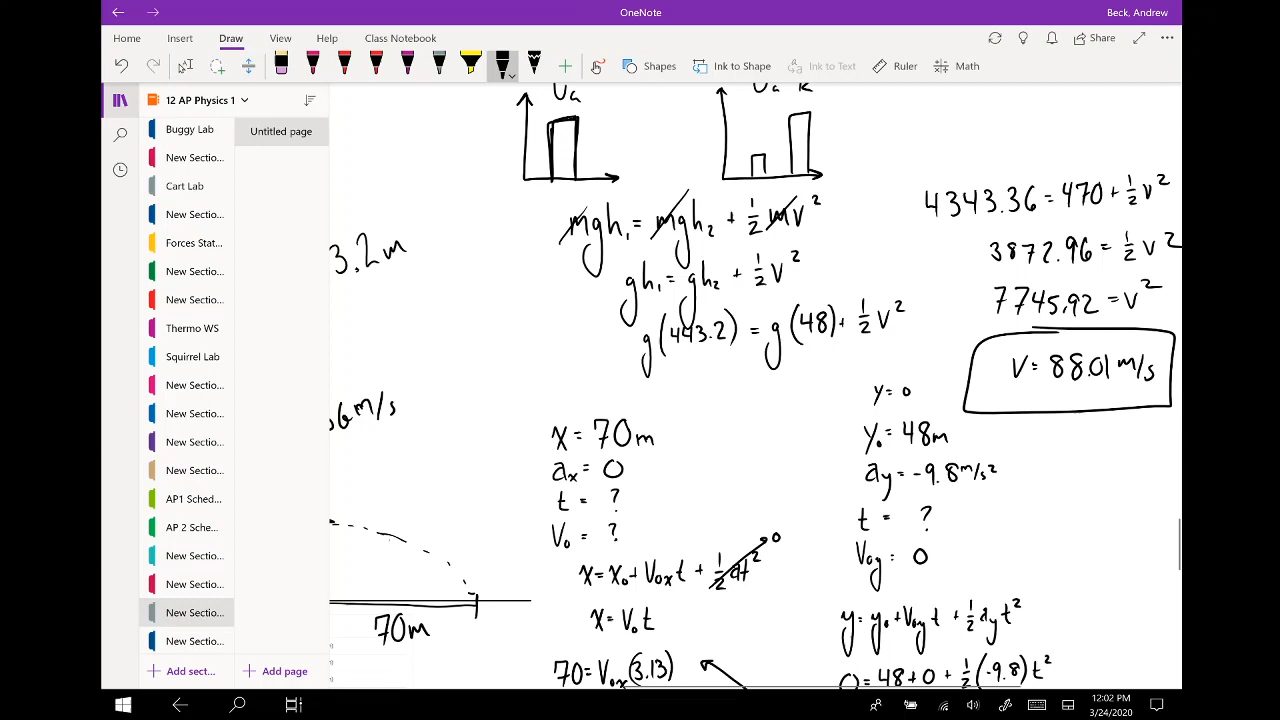 OneNote
Beck, Andrew
Home Insert Draw View Help Class Notebook
Share
Shapes
Ink to Shape
Ink to Text
Ruler
Math
12 AP Physics 1
Untitled page
Buggy Lab
New Sectio...
Cart Lab
New Sectio...
Forces Stat...
New Sectio...
New Sectio...
Thermo WS
Squirrel Lab
New Sectio...
New Sectio...
New Sectio...
New Sectio...
AP1 Sched...
AP 2 Sche...
New Sectio...
New Sectio...
New Sectio...
New Sectio...
Add sect...
Add page
3.2m
6m/s
70m
mgh₁ = mgh₂ + ½mv²
gh₁ = gh₂ + ½v²
g(443.2) = g(48) + ½v²
x = 70m
aₓ = 0
t = ?
V₀ = ?
x = x₀ + V₀ₓt + ½at² 0
x = V₀t
70 = V₀ₓ(3.13)
4343.36 = 470 + ½v²
3872.96 = ½v²
7745.92 = v²
V = 88.01 m/s
y = 0
y₀ = 48m
ay = -9.8 m/s²
t = ?
V₀y = 0
y = y₀ + V₀yt + ½ayt²
0 = 48 + 0 + ½(-9.8)t²
12:02 PM
3/24/2020